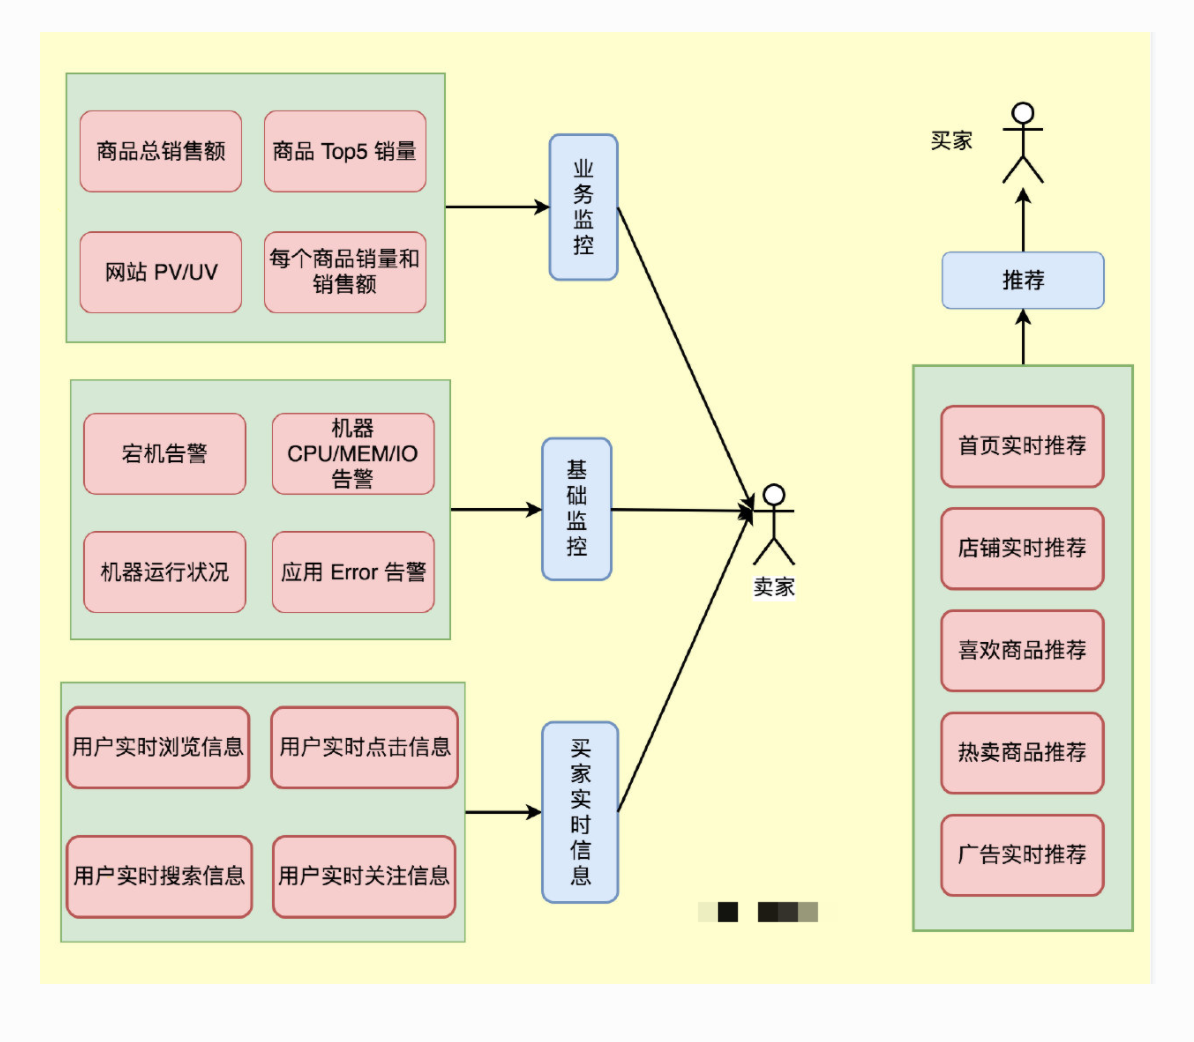 商品总销售额
商品 Top5 销量
网站 PV/UV
每个商品销量和
销售额
业
务
监
控
宕机告警
机器
CPU/MEM/IO
告警
机器运行状况
应用 Error 告警
基
础
监
控
用户实时浏览信息
用户实时点击信息
用户实时搜索信息
用户实时关注信息
买
家
实
时
信
息
卖家
买家
推荐
首页实时推荐
店铺实时推荐
喜欢商品推荐
热卖商品推荐
广告实时推荐